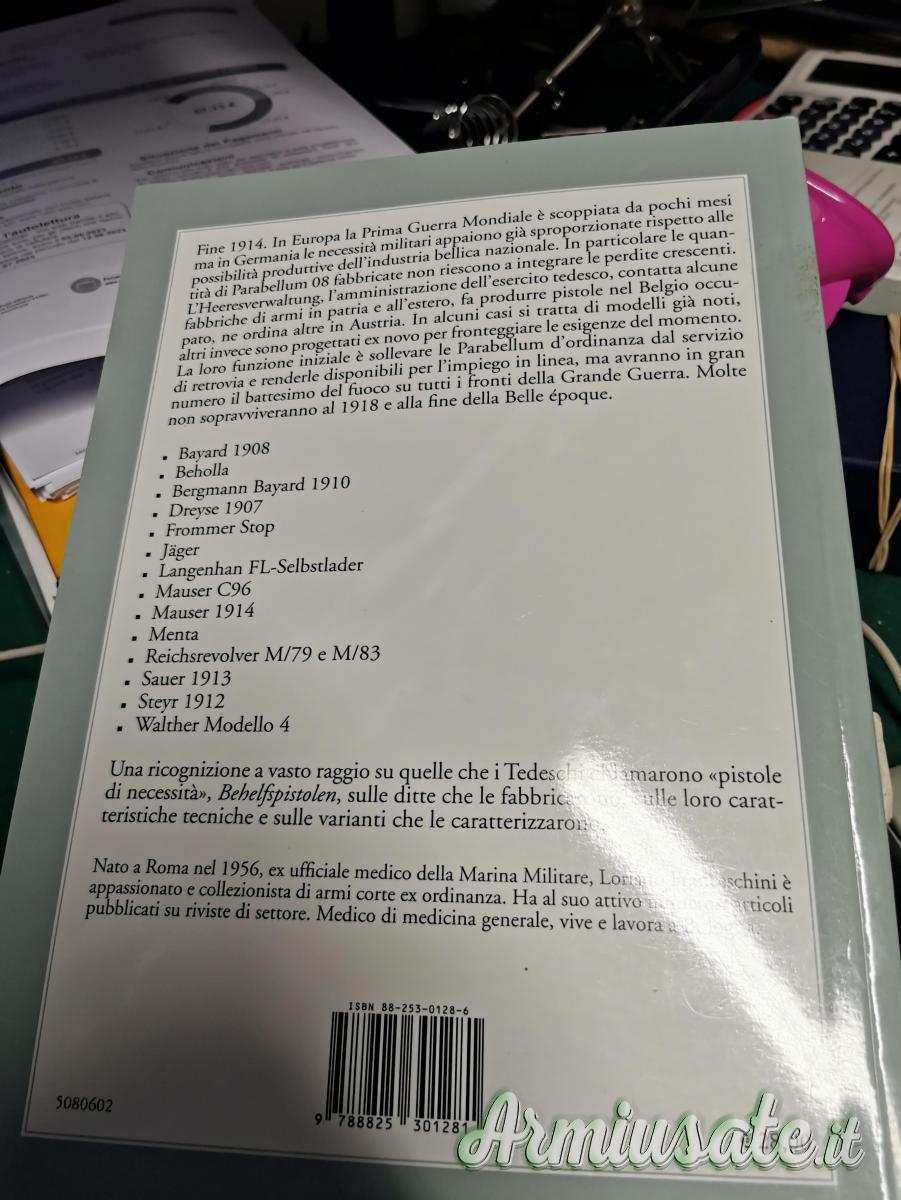 Situazione dei Pagamenti
Comunicazioni
l'autolettura
Fine 1914. In Europa la Prima Guerra Mondiale è scoppiata da pochi mesi
ma in Germania le necessità militari appaiono già sproporzionate rispetto alle
possibilità produttive dell'industria bellica nazionale. In particolare le quan-
tità di Parabellum 08 fabbricate non riescono a integrare le perdite crescenti.
L'Heeresverwaltung, l'amministrazione dell'esercito tedesco, contatta alcune
fabbriche di armi in patria e all'estero, fa produrre pistole nel Belgio occu-
pato, ne ordina altre in Austria. In alcuni casi si tratta di modelli già noti,
altri invece sono progettati ex novo per fronteggiare le esigenze del momento.
La loro funzione iniziale è sollevare le Parabellum d'ordinanza dal servizio
di retrovia e renderle disponibili per l'impiego in linea, ma avranno in gran
numero il battesimo del fuoco su tutti i fronti della Grande Guerra. Molte
non sopravviveranno al 1918 e alla fine della Belle époque.
▪ Bayard 1908
▪ Beholla
▪ Bergmann Bayard 1910
▪ Dreyse 1907
▪ Frommer Stop
▪ Jäger
▪ Langenhan FL-Selbstlader
▪ Mauser C96
▪ Mauser 1914
▪ Menta
▪ Reichsrevolver M/79 e M/83
▪ Sauer 1913
▪ Steyr 1912
▪ Walther Modello 4
Una ricognizione a vasto raggio su quelle che i Tedeschi chiamarono «pistole
di necessità», Behelfspistolen, sulle ditte che le fabbricarono, sulle loro carat-
teristiche tecniche e sulle varianti che le caratterizzarono.
Nato a Roma nel 1956, ex ufficiale medico della Marina Militare, è
appassionato e collezionista di armi corte ex ordinanza. Ha al suo attivo articoli
pubblicati su riviste di settore. Medico di medicina generale, vive e lavora a
ISBN 88-253-0128-6
9 788825 301281
5080602
Armiusate.it